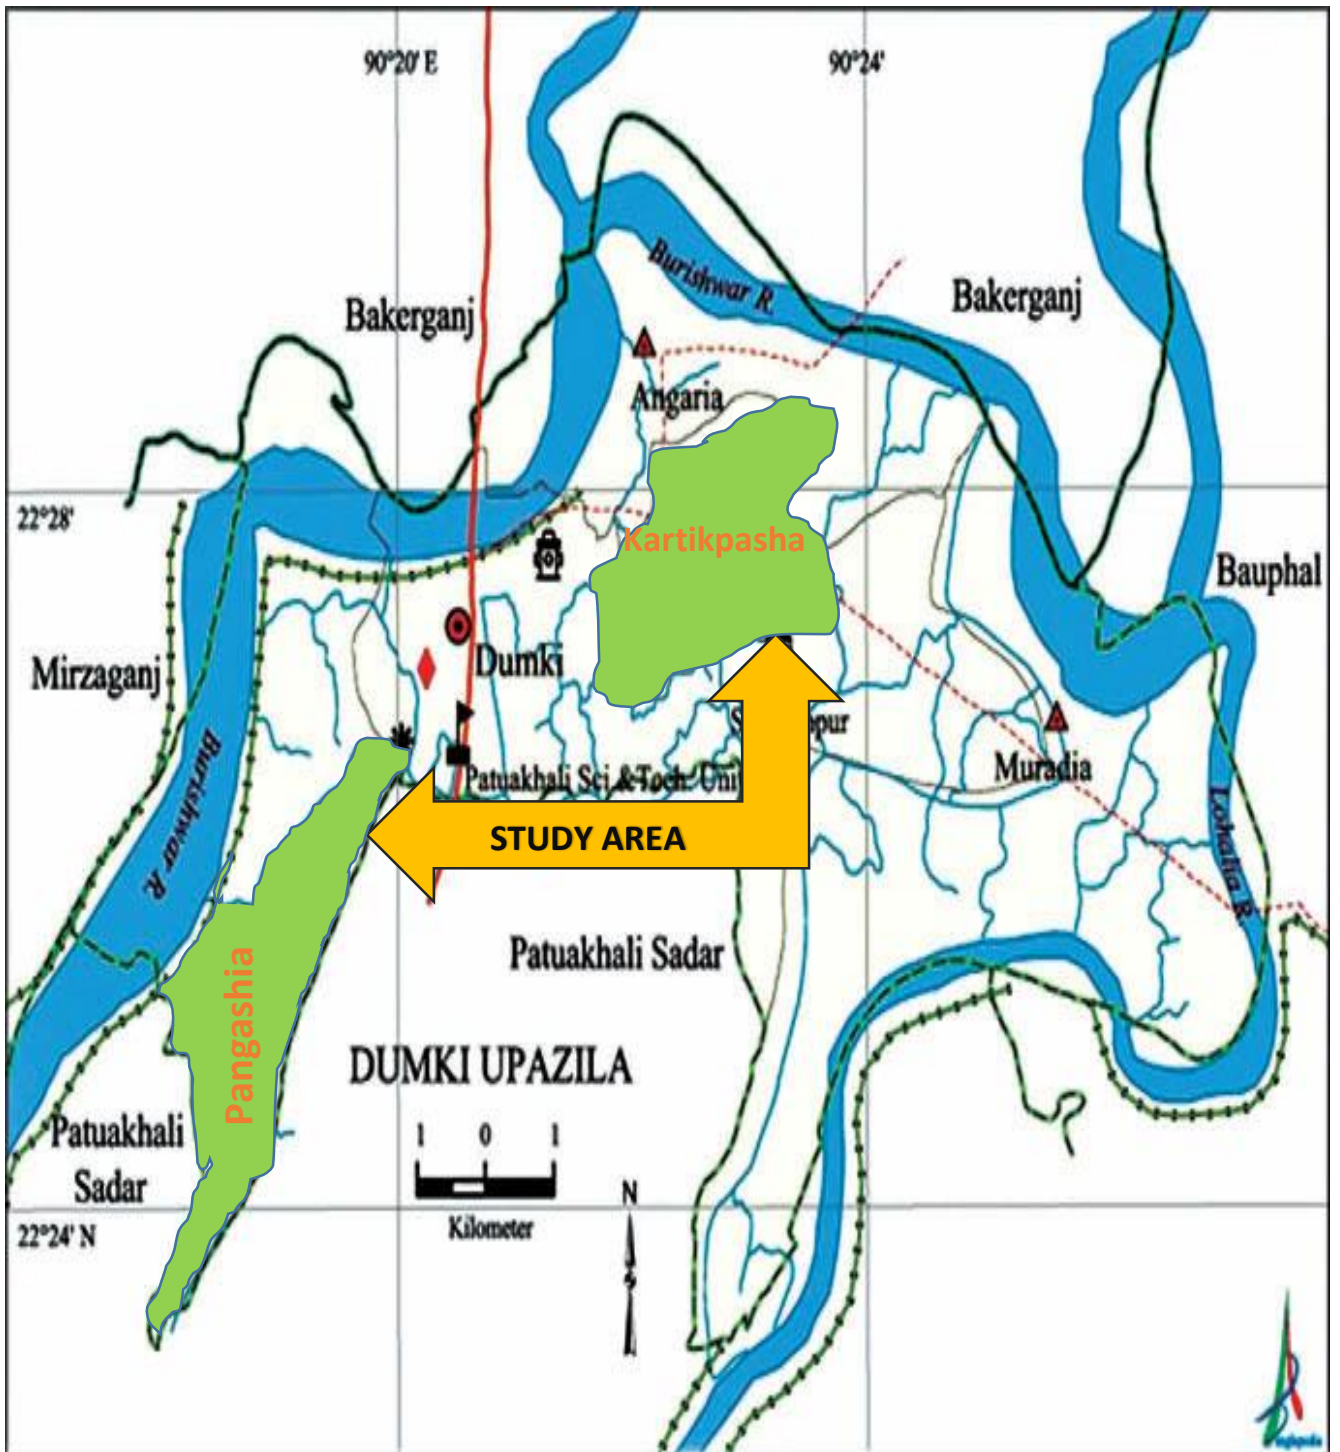 90°20' E
90°24'
Burishwar R.
Bakerganj
Bakerganj
Angaria
22°28'
Kartikpasha
Bauphal
Mirzaganj
Dumki
Muradia
Patuakhali Sci & Tech. Uni
Burishwar R.
Lohalia R.
STUDY AREA
Patuakhali Sadar
Pangashia
DUMKI UPAZILA
Patuakhali
Sadar
1 0 1
Kilometer
N
22°24' N